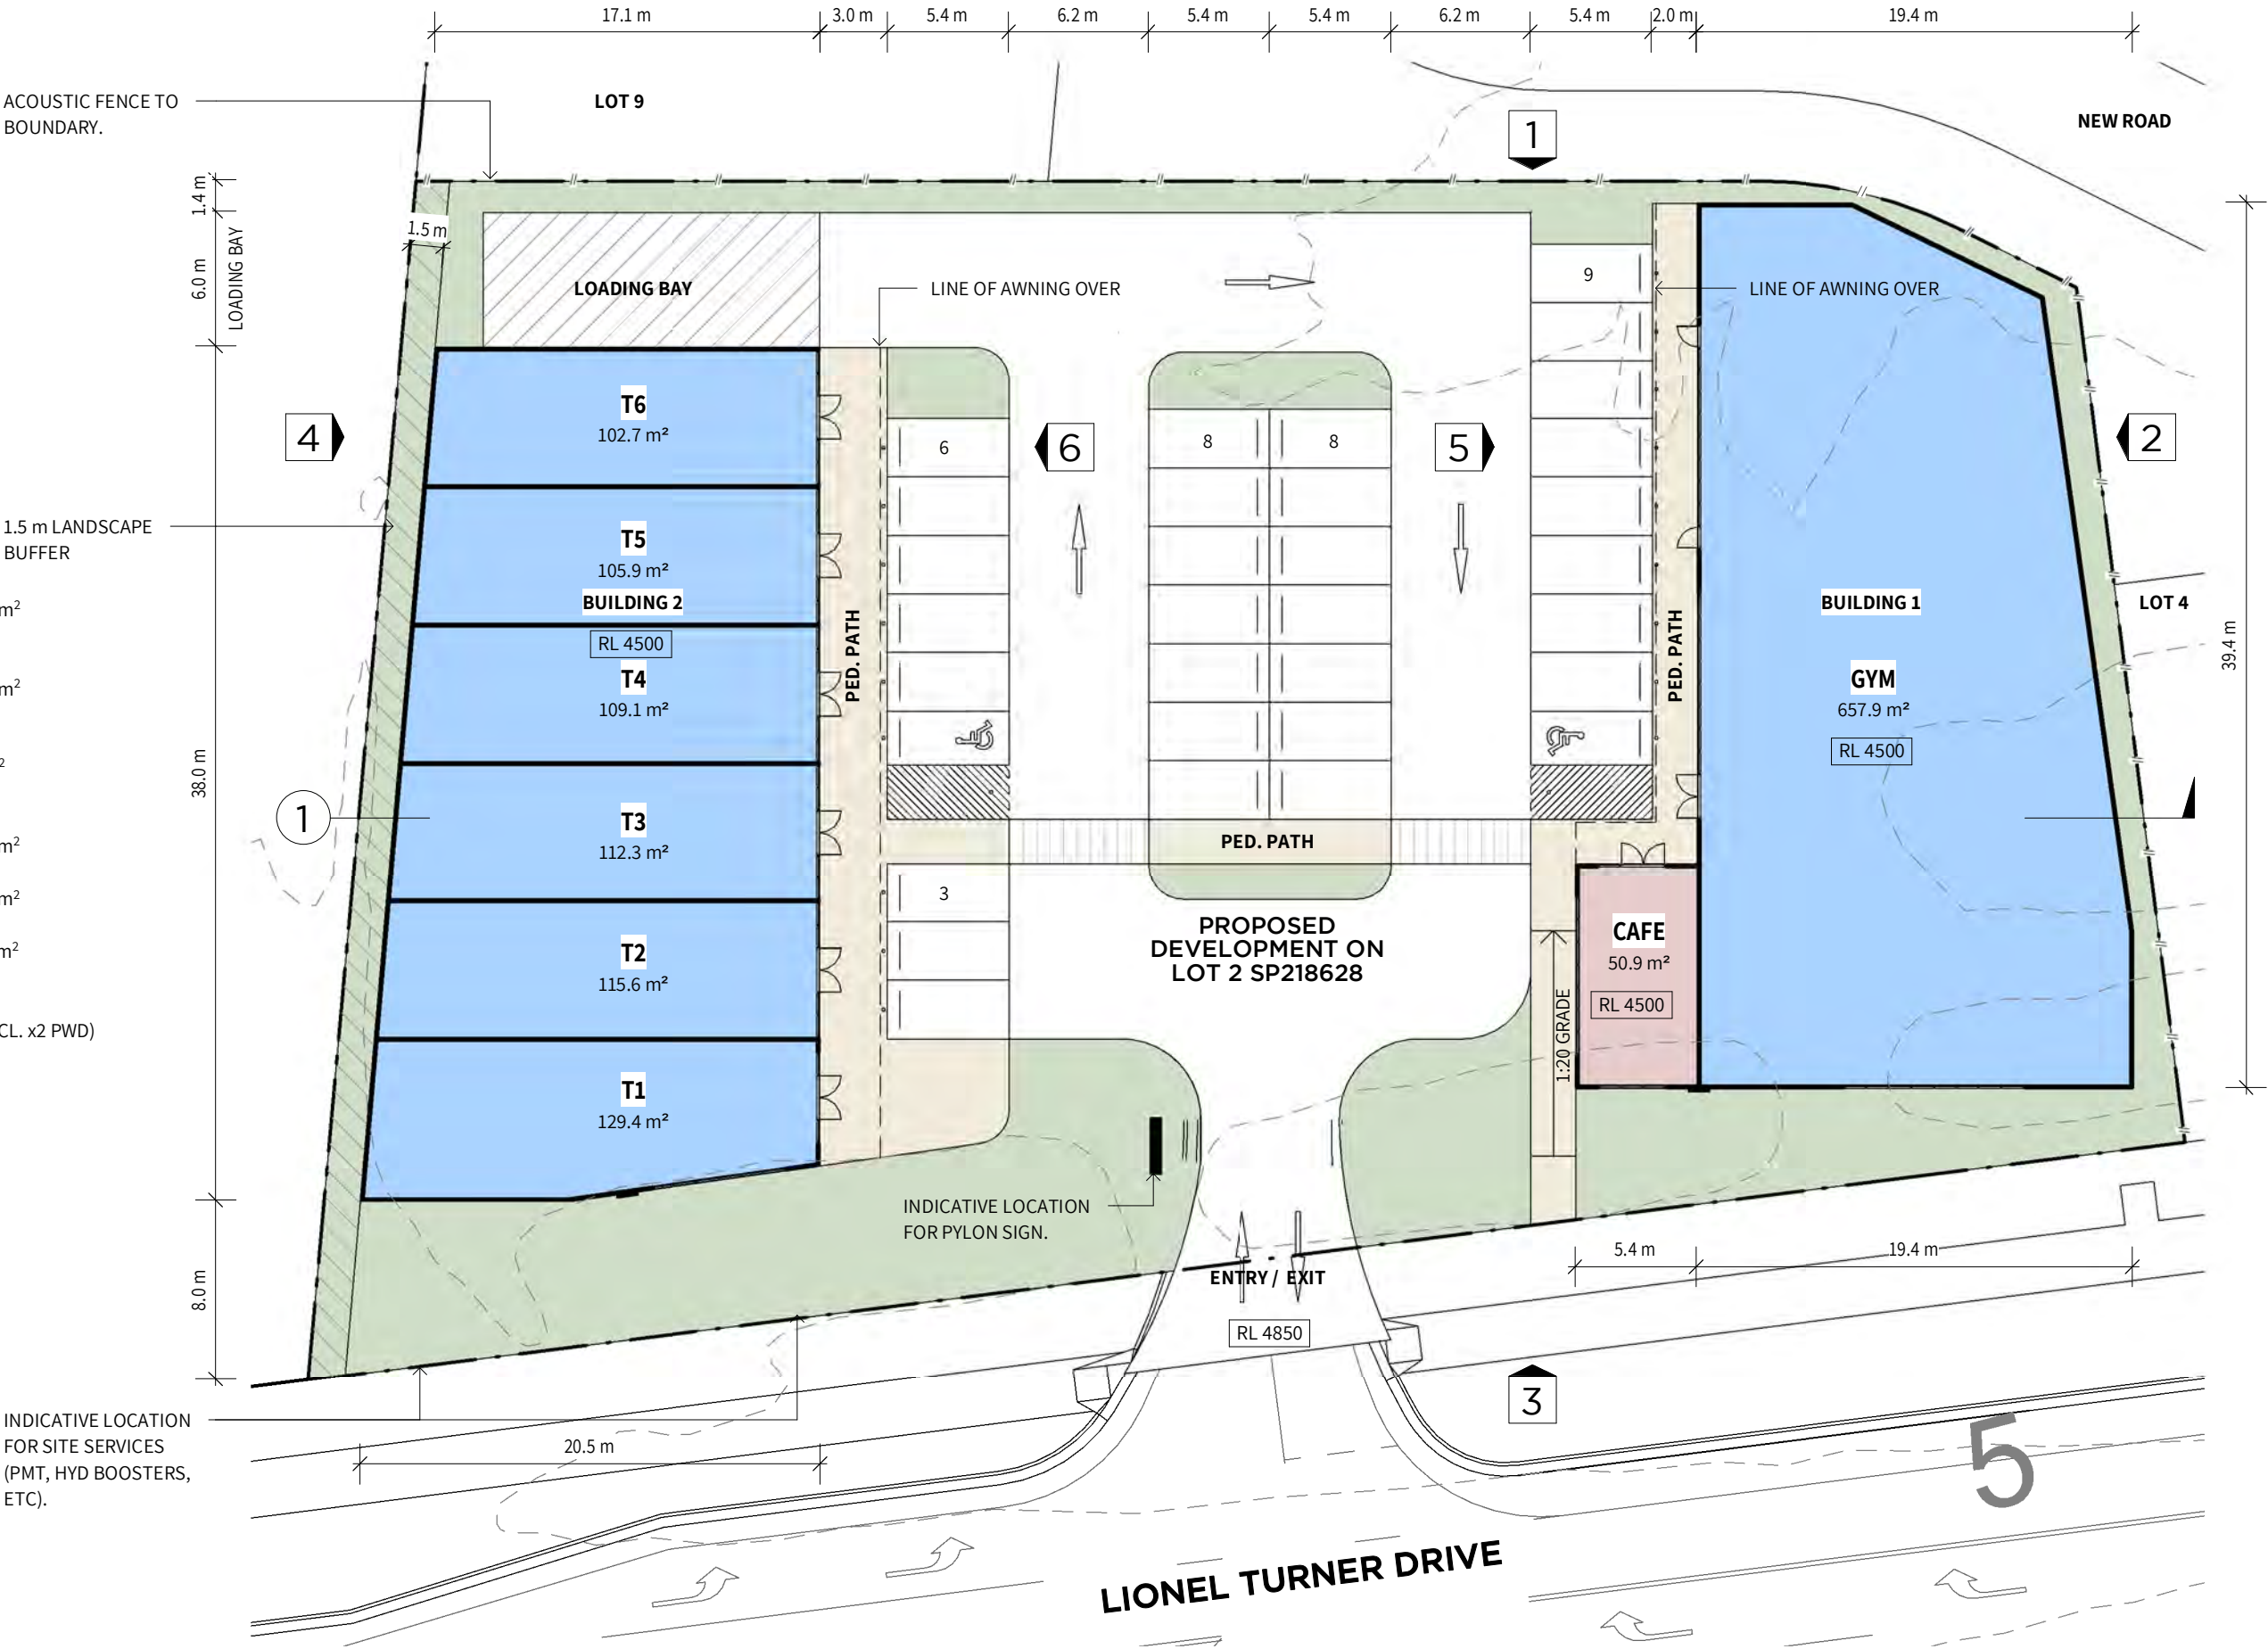 17.1 m
3.0 m
5.4 m
6.2 m
5.4 m
5.4 m
6.2 m
5.4 m
2.0 m
19.4 m
ACOUSTIC FENCE TO
BOUNDARY.
LOT 9
NEW ROAD
1
1.4 m
1.5 m
6.0 m
LOADING BAY
LOADING BAY
LINE OF AWNING OVER
9
LINE OF AWNING OVER
4
T6
102.7 m²
6
6
8
8
5
2
1.5 m LANDSCAPE
BUFFER
T5
105.9 m²
BUILDING 2
RL 4500
PED. PATH
PED. PATH
BUILDING 1
LOT 4
39.4 m
m²
m²
²
m²
m²
m²
CL. x2 PWD)
T4
109.1 m²
GYM
657.9 m²
RL 4500
38.0 m
1
T3
112.3 m²
PED. PATH
3
T2
115.6 m²
PROPOSED
DEVELOPMENT ON
LOT 2 SP218628
CAFE
50.9 m²
RL 4500
1:20 GRADE
T1
129.4 m²
INDICATIVE LOCATION
FOR PYLON SIGN.
8.0 m
ENTRY / EXIT
RL 4850
5.4 m
19.4 m
3
INDICATIVE LOCATION
FOR SITE SERVICES
(PMT, HYD BOOSTERS,
ETC).
20.5 m
5
LIONEL TURNER DRIVE